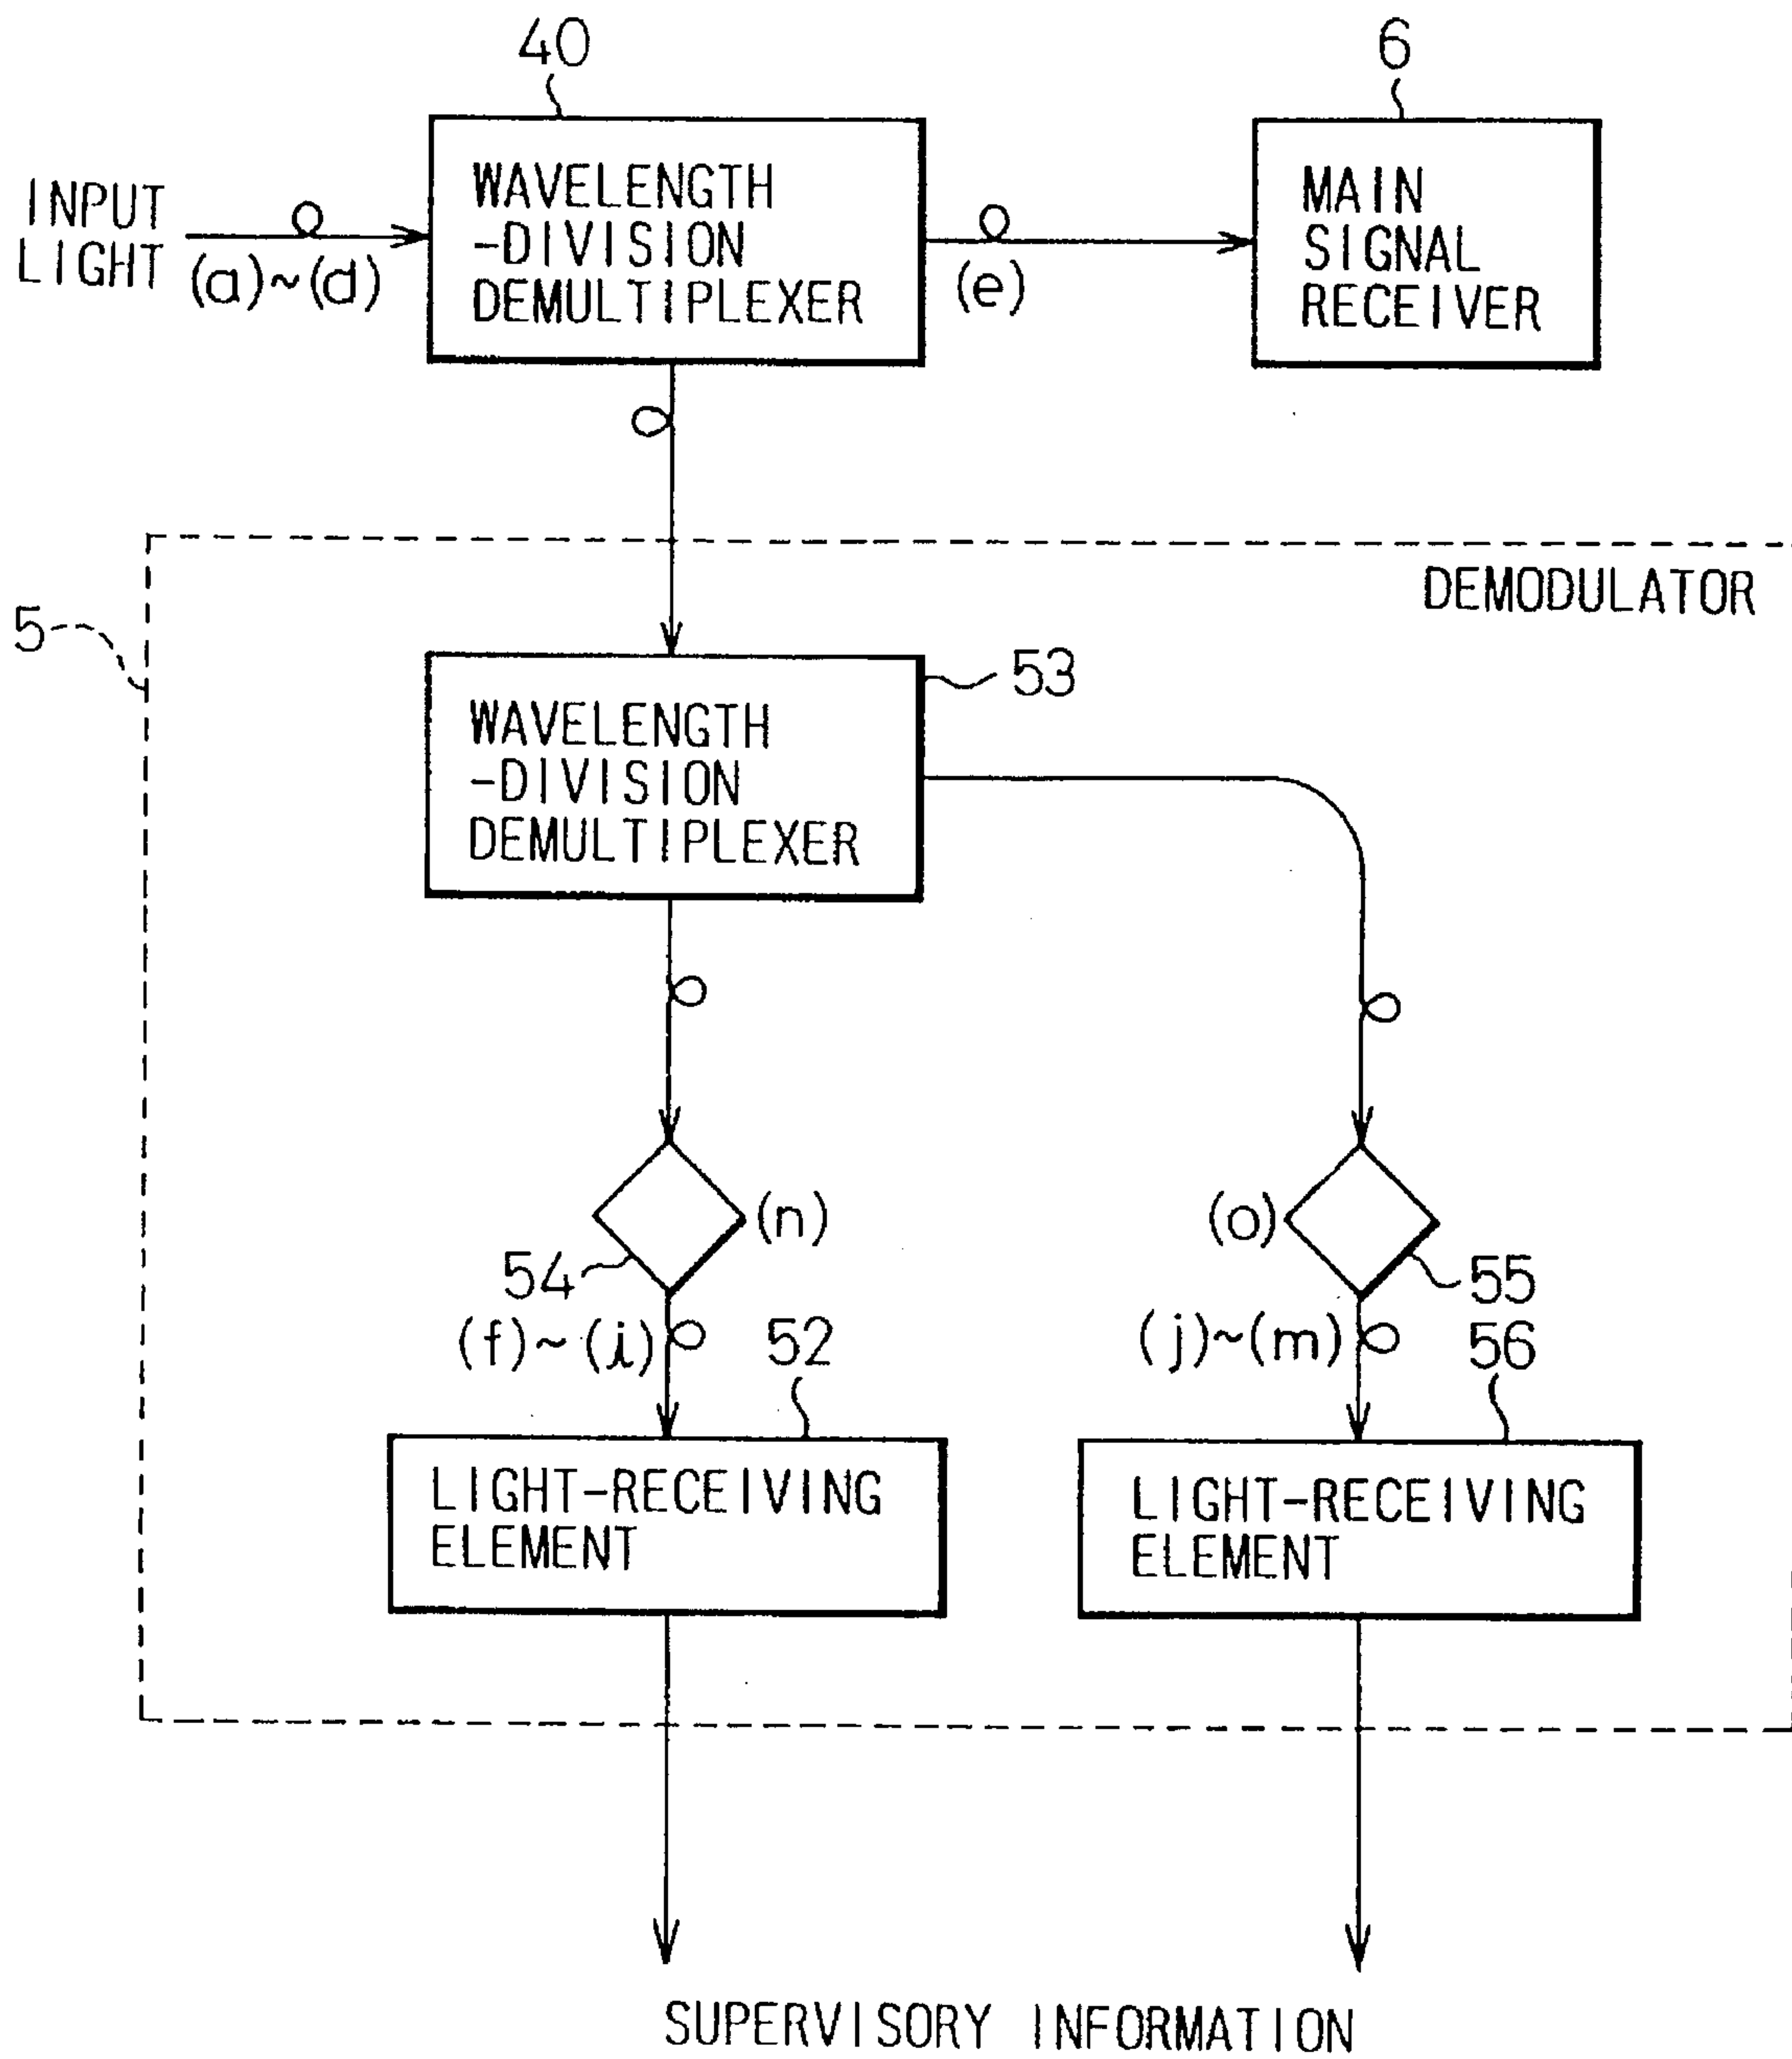 40
6
INPUT
LIGHT
(a)~(d)
WAVELENGTH
-DIVISION
DEMULTIPLEXER
(e)
MAIN
SIGNAL
RECEIVER
DEMODULATOR
5
53
WAVELENGTH
-DIVISION
DEMULTIPLEXER
(n)
54
(o)
55
(f)~(i)
52
(j)~(m)
56
LIGHT-RECEIVING
ELEMENT
LIGHT-RECEIVING
ELEMENT
SUPERVISORY INFORMATION